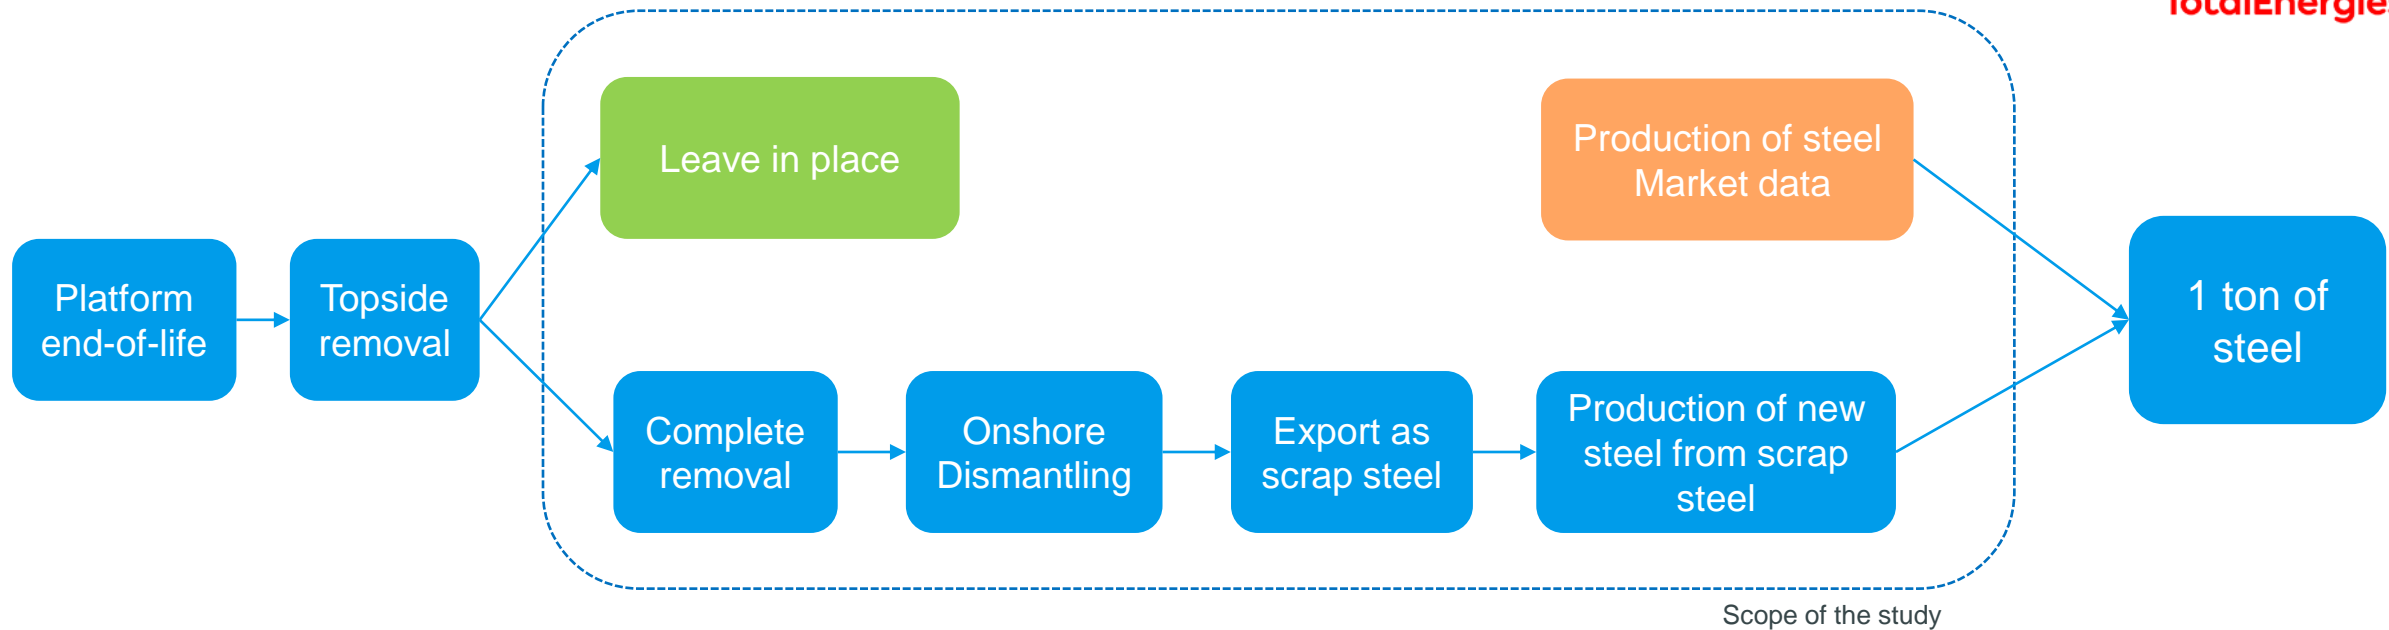 TotalEnergies
Leave in place
Production of steel
Market data
Platform
end-of-life
Topside
removal
1 ton of
steel
Complete
removal
Onshore
Dismantling
Export as
scrap steel
Production of new
steel from scrap
steel
Scope of the study